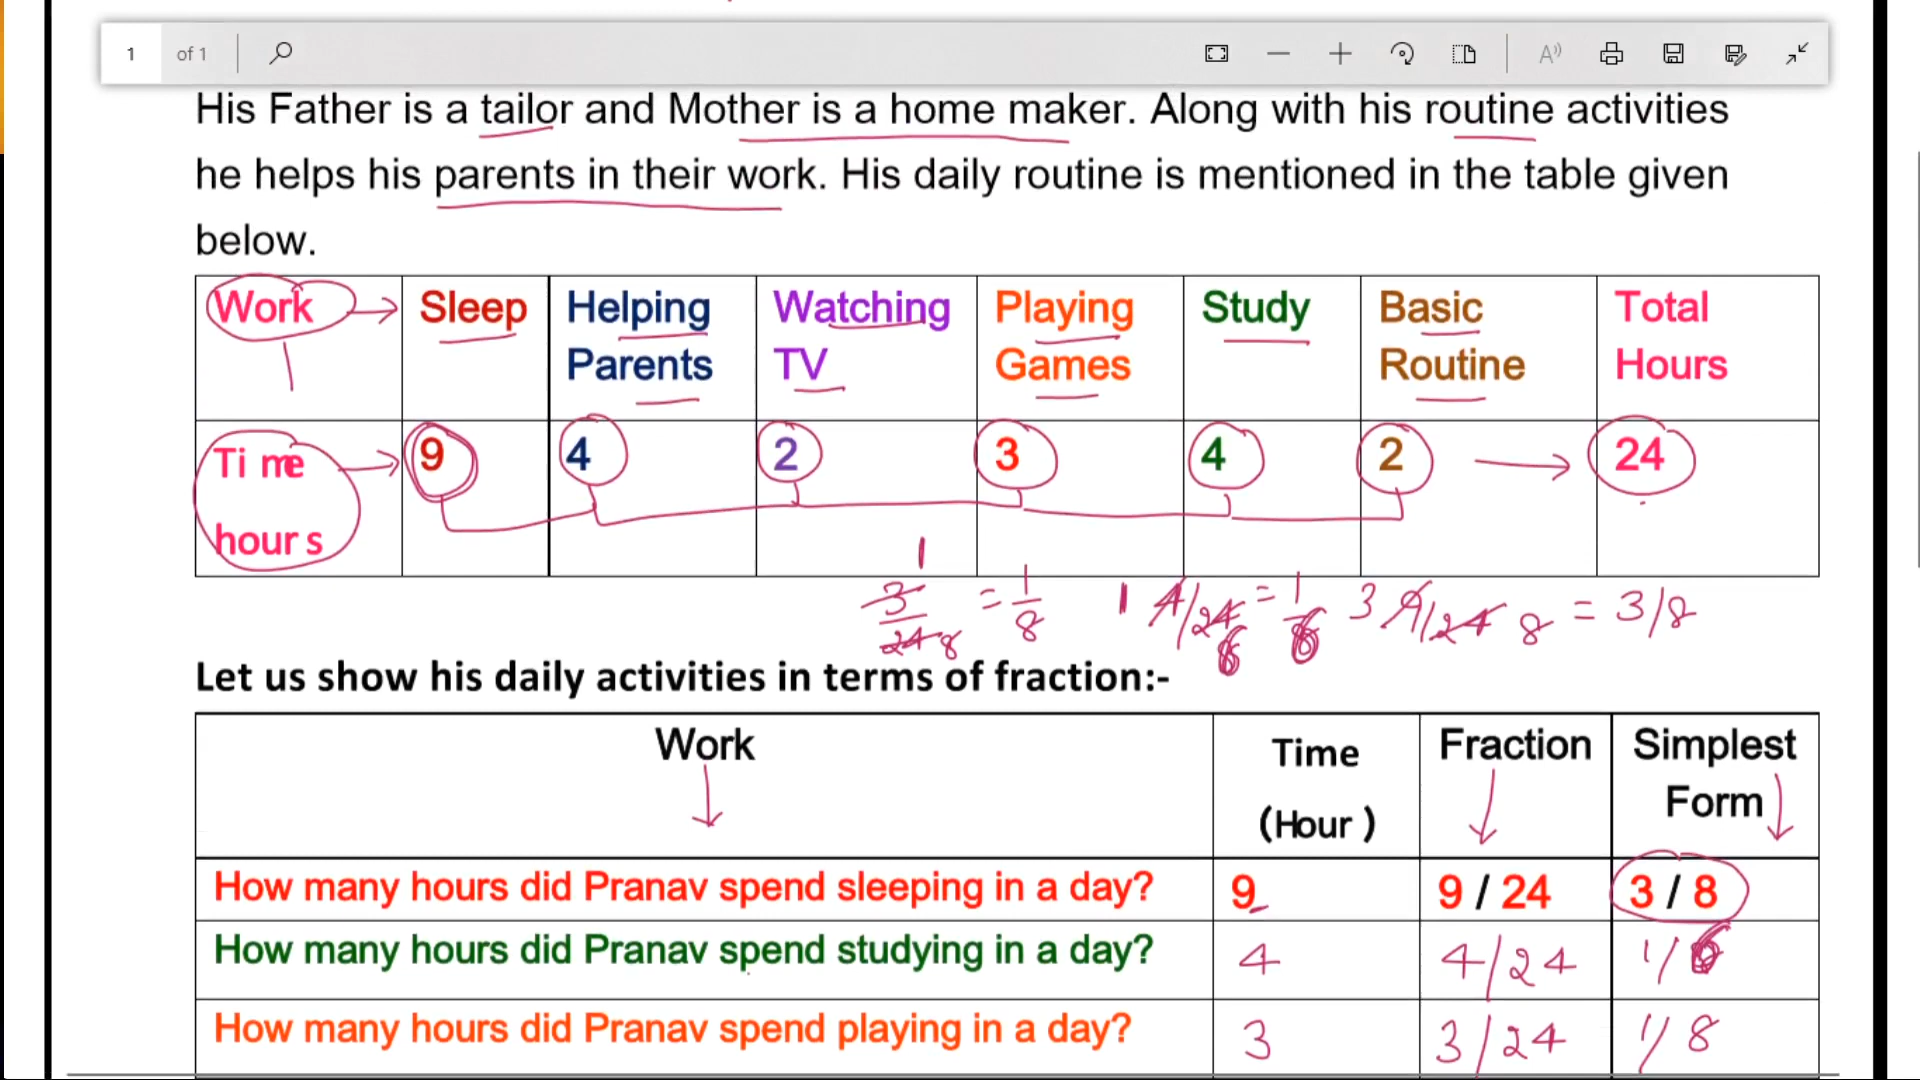 1 of 1
His Father is a tailor and Mother is a home maker. Along with his routine activities
he helps his parents in their work. His daily routine is mentioned in the table given
below.
Work Sleep Helping Parents Watching TV Playing Games Study Basic Routine Total Hours
Time hours 9 4 2 3 4 2 24
3/24 8 1 = 1/8 1 4/24 6 = 1/6 3 9/24 8 = 3/8
Let us show his daily activities in terms of fraction:-
Work Time (Hour) Fraction Simplest Form
How many hours did Pranav spend sleeping in a day? 9 9 / 24 3 / 8
How many hours did Pranav spend studying in a day? 4 4/24 1/6
How many hours did Pranav spend playing in a day? 3 3/24 1/8